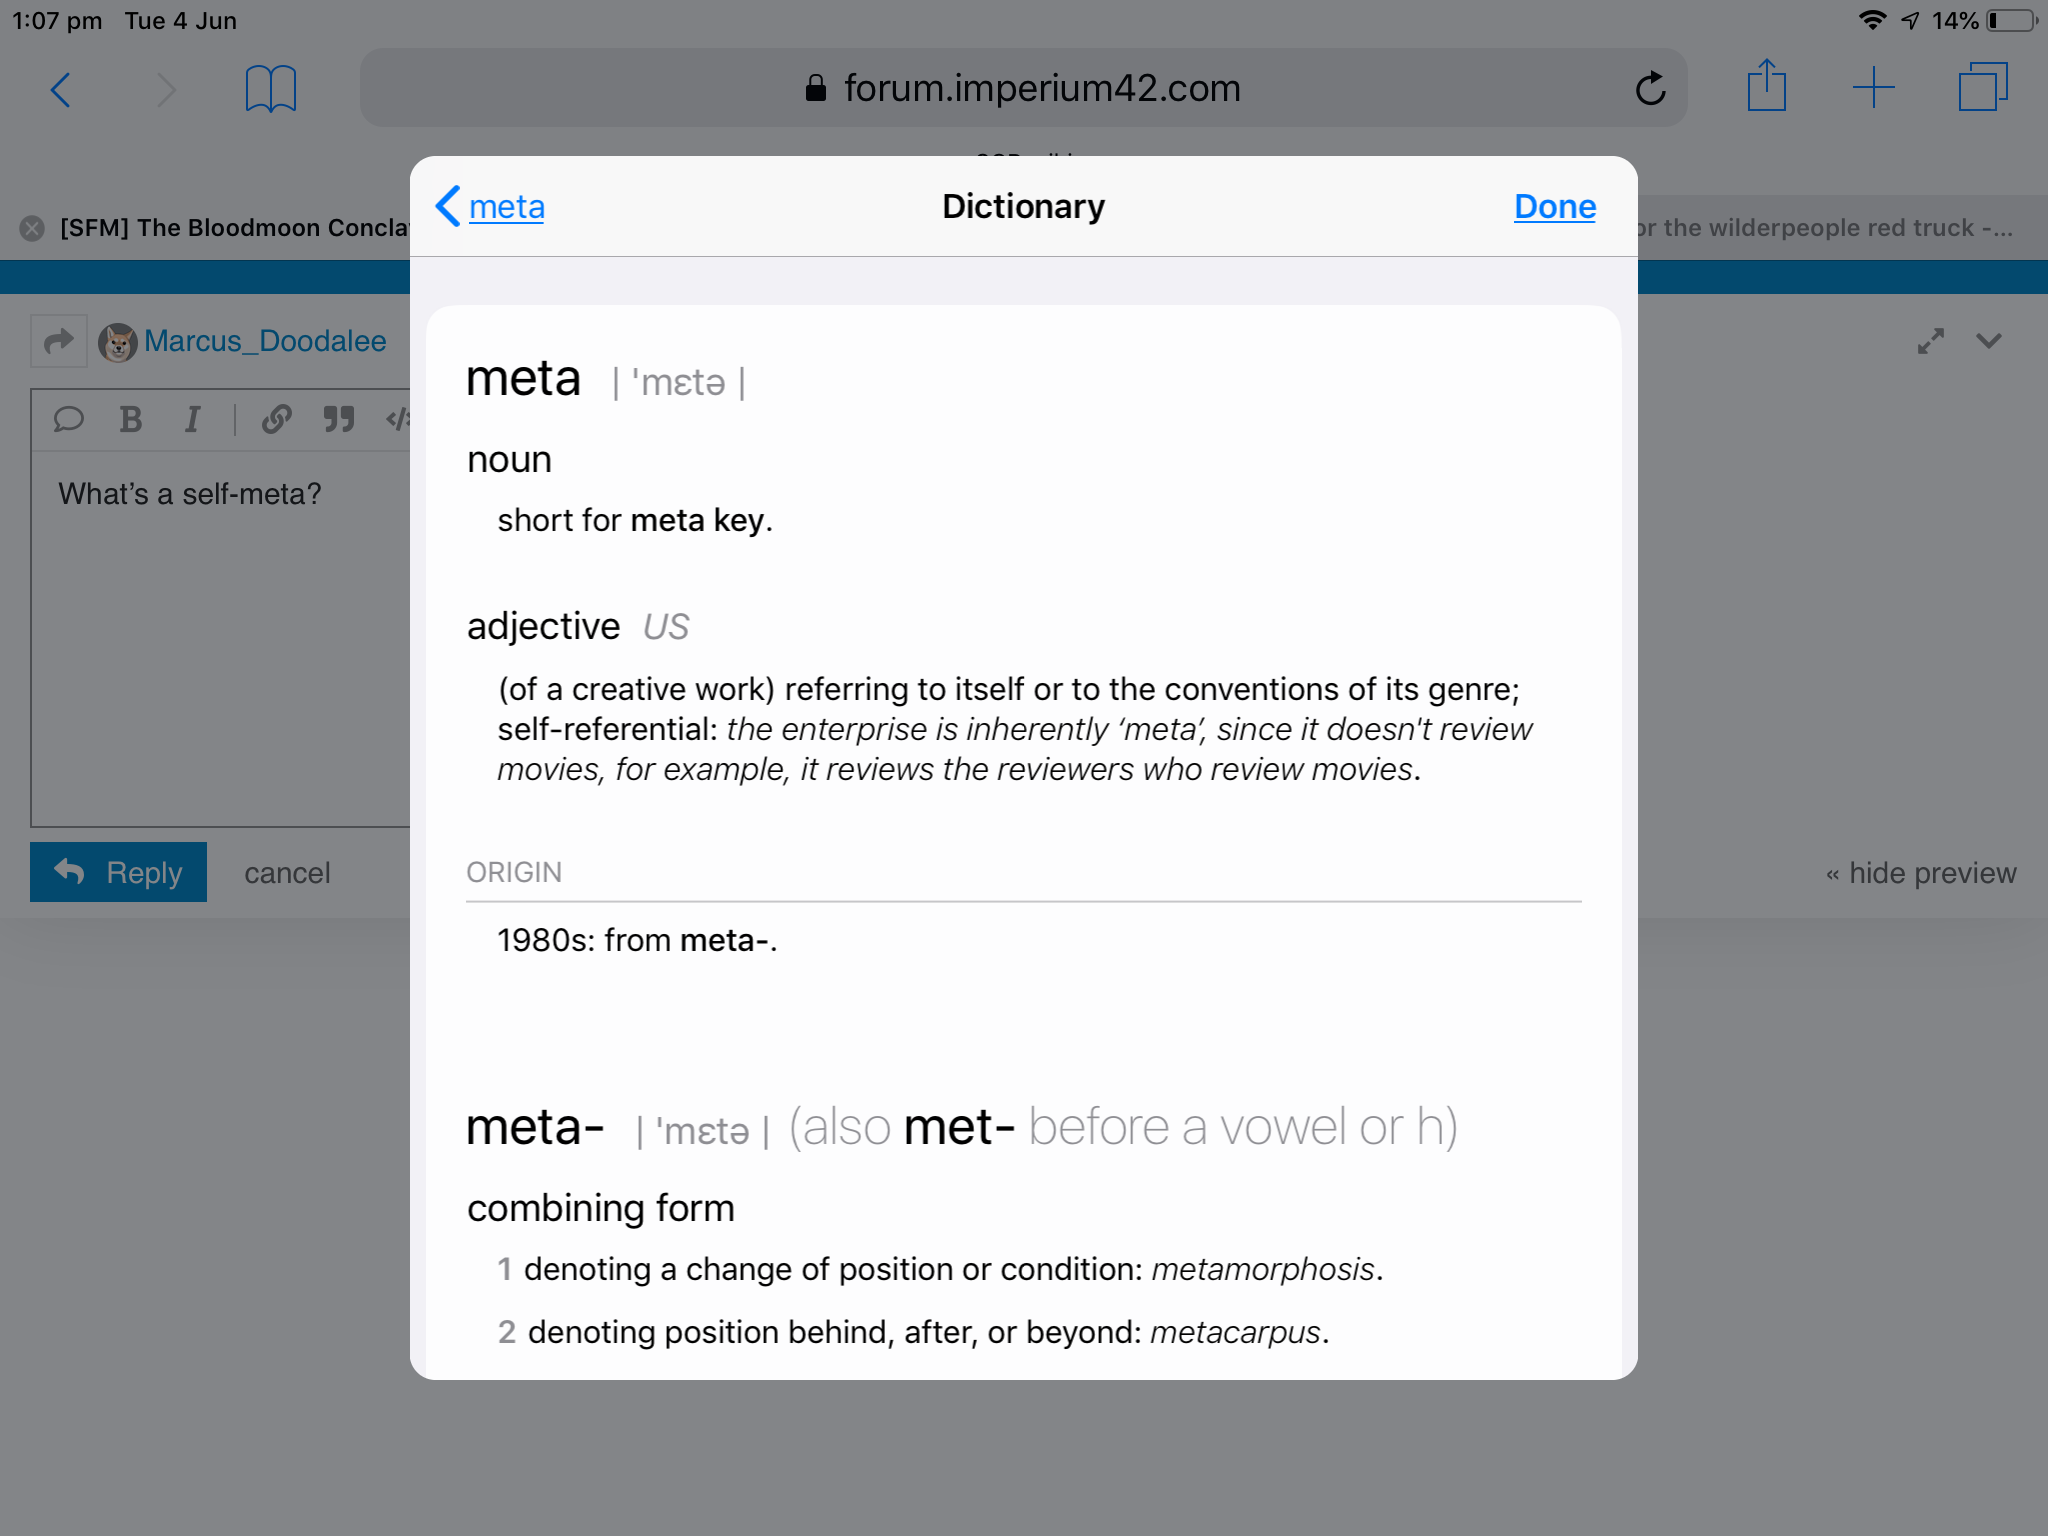 1:07 pm Tue 4 Jun
14%
forum.imperium42.com
[SFM] The Bloodmoon
or the wilderpeople red truck -...
meta
Dictionary
Done
Marcus_Doodalee
B I
What’s a self-meta?
Reply
cancel
« hide preview
meta | ˈmɛtə |
noun
short for meta key.
adjective US
(of a creative work) referring to itself or to the conventions of its genre;
self-referential: the enterprise is inherently ‘meta’, since it doesn't review
movies, for example, it reviews the reviewers who review movies.
ORIGIN
1980s: from meta-.
meta- | ˈmɛtə | (also met- before a vowel or h)
combining form
1 denoting a change of position or condition: metamorphosis.
2 denoting position behind, after, or beyond: metacarpus.